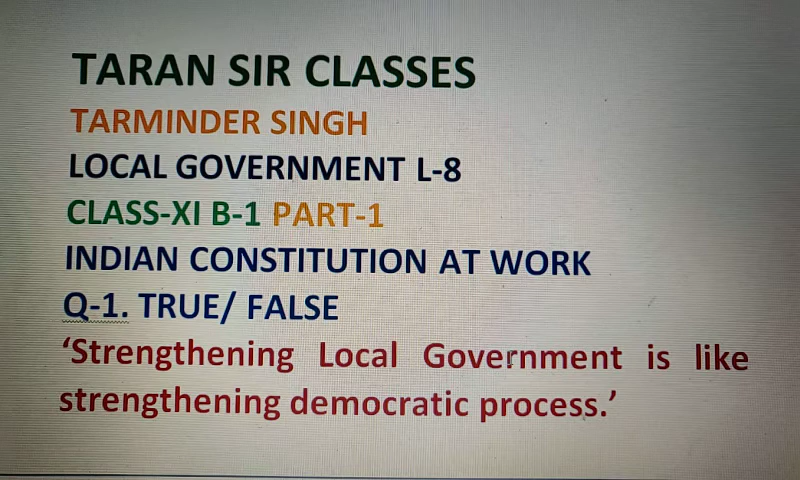 TARAN SIR CLASSES
TARMINDER SINGH
LOCAL GOVERNMENT L-8
CLASS-XI B-1 PART-1
INDIAN CONSTITUTION AT WORK
Q-1. TRUE/ FALSE
‘Strengthening Local Government is like
strengthening democratic process.’